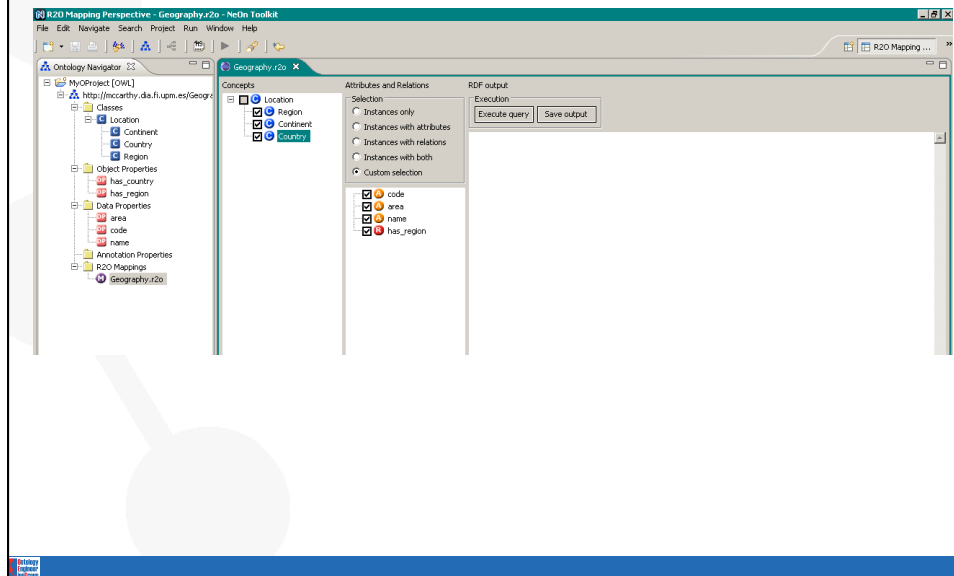 R2O Mapping Perspective - Geography.r2o - NeOn Toolkit
File Edit Navigate Search Project Run Window Help
R2O Mapping ...
Ontology Navigator
MyOProject [OWL]
http://mccarthy.dia.fi.upm.es/Geogra
Classes
Location
Continent
Country
Region
Object Properties
has_country
has_region
Data Properties
area
code
name
Annotation Properties
R2O Mappings
Geography.r2o
Geography.r2o
Concepts
Location
Region
Continent
Country
Attributes and Relations
Selection
Instances only
Instances with attributes
Instances with relations
Instances with both
Custom selection
code
area
name
has_region
RDF output
Execution
Execute query Save output
Ontology
Engineer